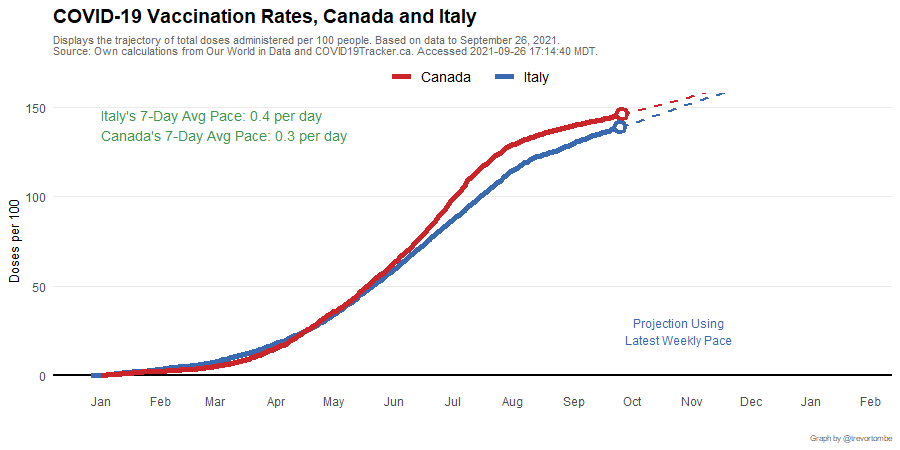 COVID-19 Vaccination Rates, Canada and Italy
Displays the trajectory of total doses administered per 100 people. Based on data to September 26, 2021.
Source: Own calculations from Our World in Data and COVID19Tracker.ca. Accessed 2021-09-26 17:14:40 MDT.
Canada Italy
Italy's 7-Day Avg Pace: 0.4 per day
Canada's 7-Day Avg Pace: 0.3 per day
Doses per 100
150
100
50
0
Projection Using
Latest Weekly Pace
Jan Feb Mar Apr May Jun Jul Aug Sep Oct Nov Dec Jan Feb
Graph by @trevortombe